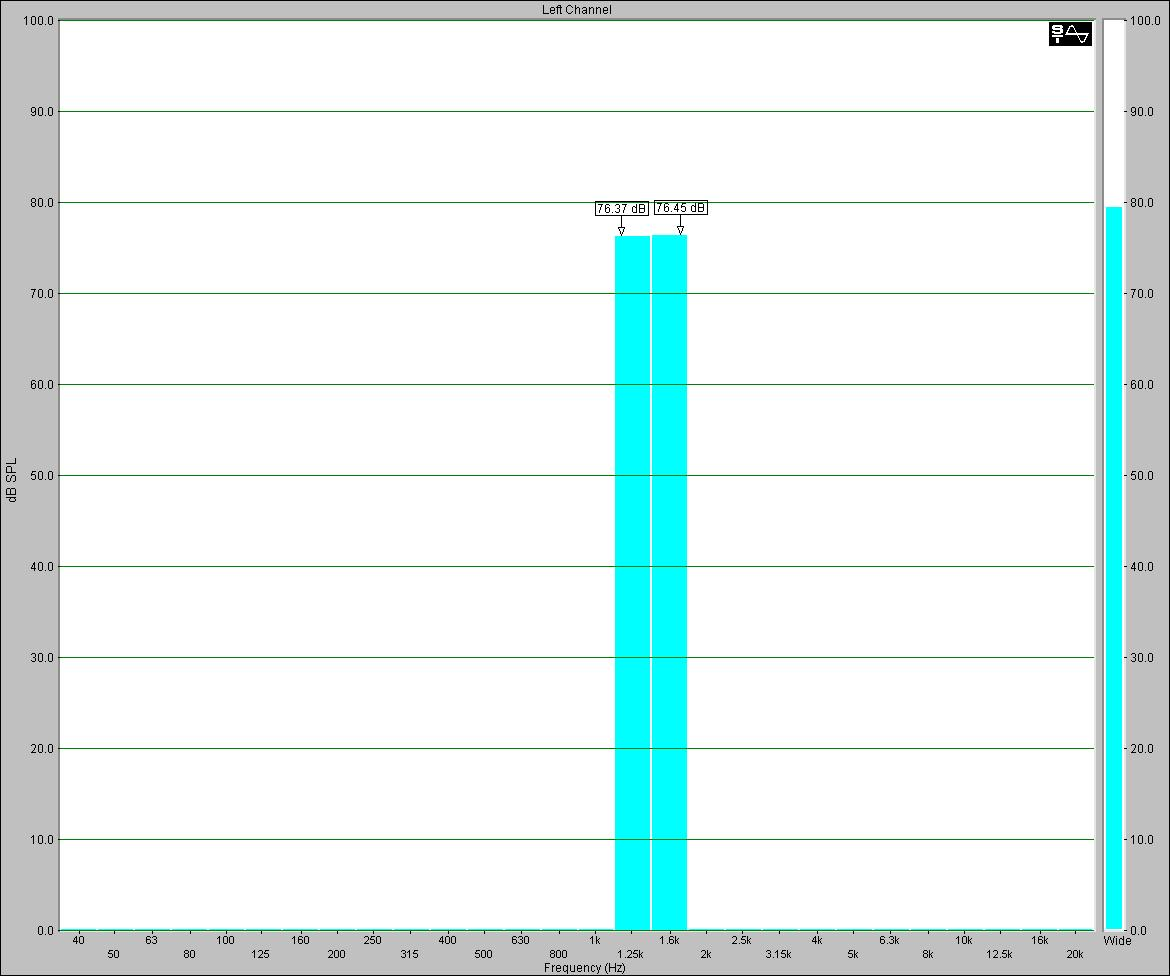 Left Channel
100.0
100.0
ST
90.0
90.0
80.0
80.0
76.37 dB
76.45 dB
70.0
70.0
60.0
60.0
dB SPL
50.0
50.0
40.0
40.0
30.0
30.0
20.0
20.0
10.0
10.0
0.0
0.0
40 63 100 160 250 400 630 1k 1.6k 2.5k 4k 6.3k 10k 16k Wide
50 80 125 200 315 500 800 1.25k 2k 3.15k 5k 8k 12.5k 20k
Frequency (Hz)